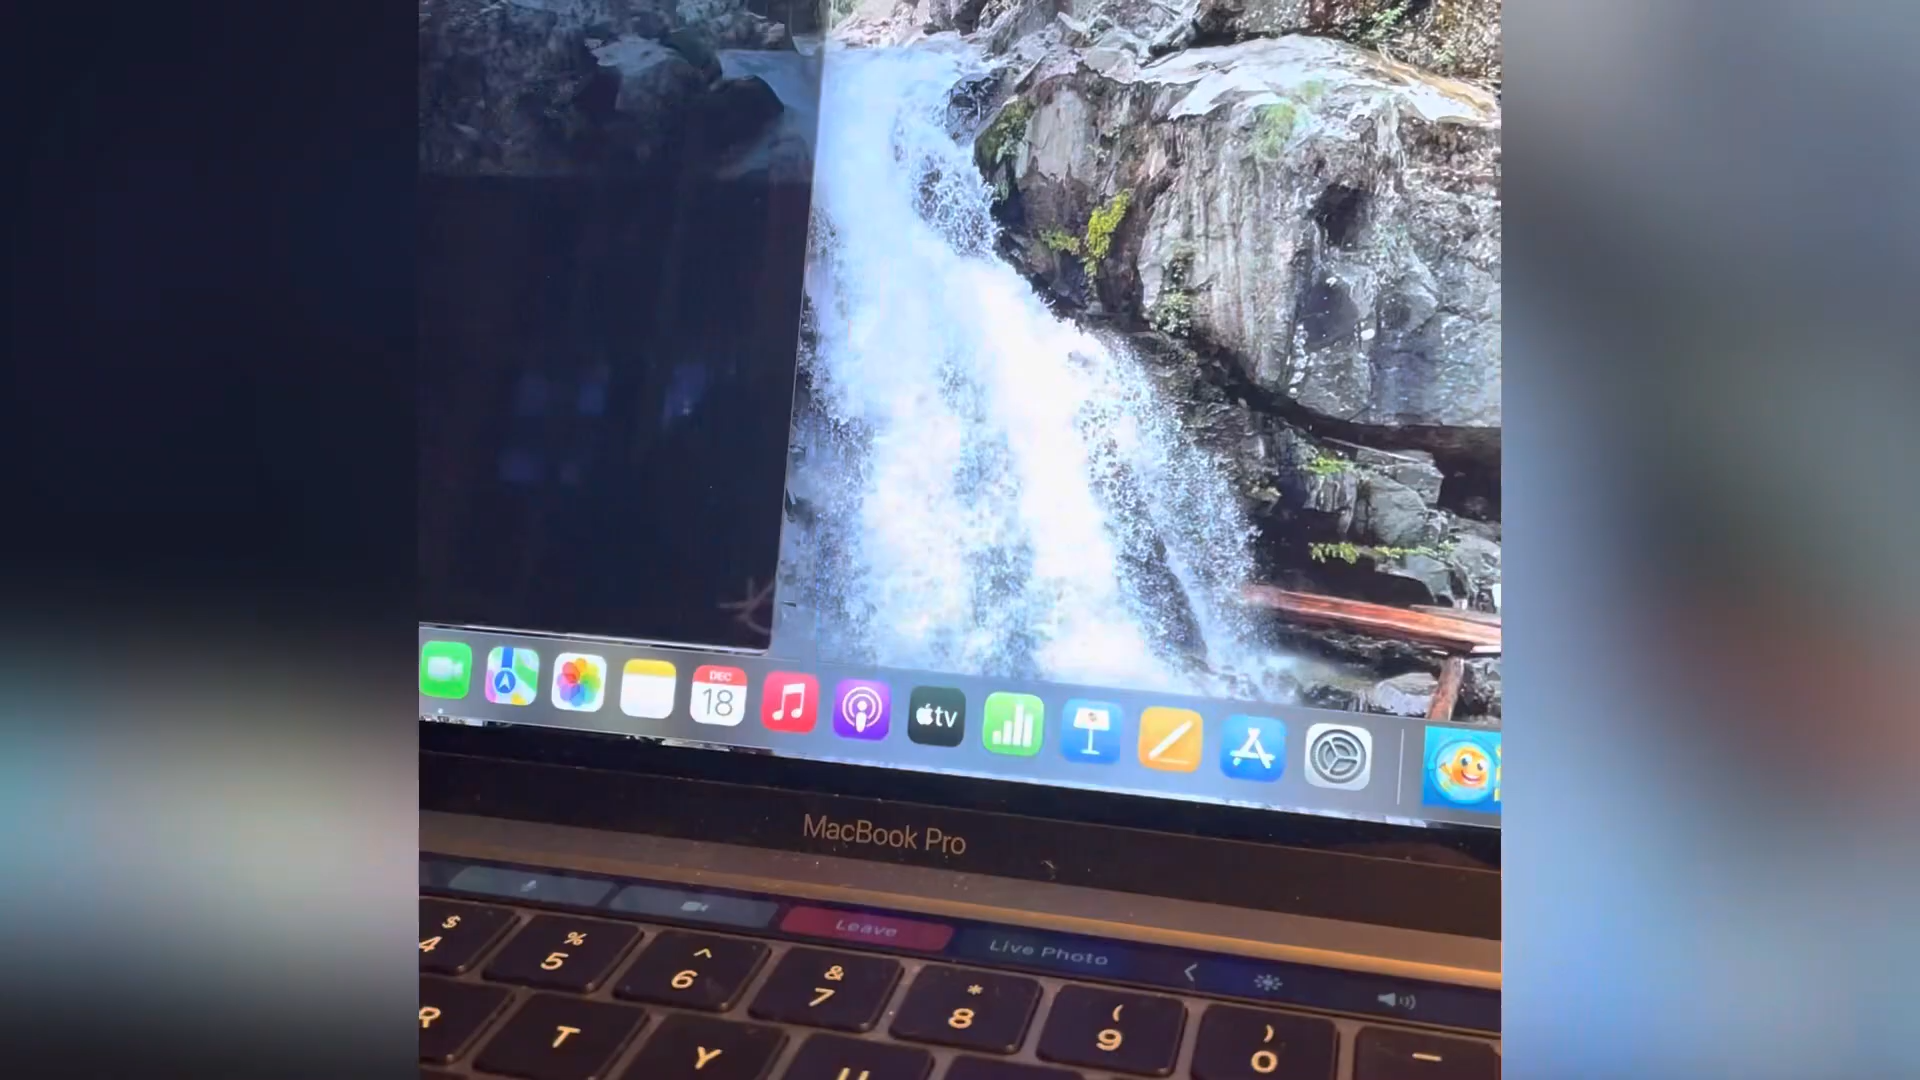 DEC
18
tv
MacBook Pro
Leave
Live Photo
$ % ^ & * ( )
4 5 6 7 8 9 0 –
R T Y U